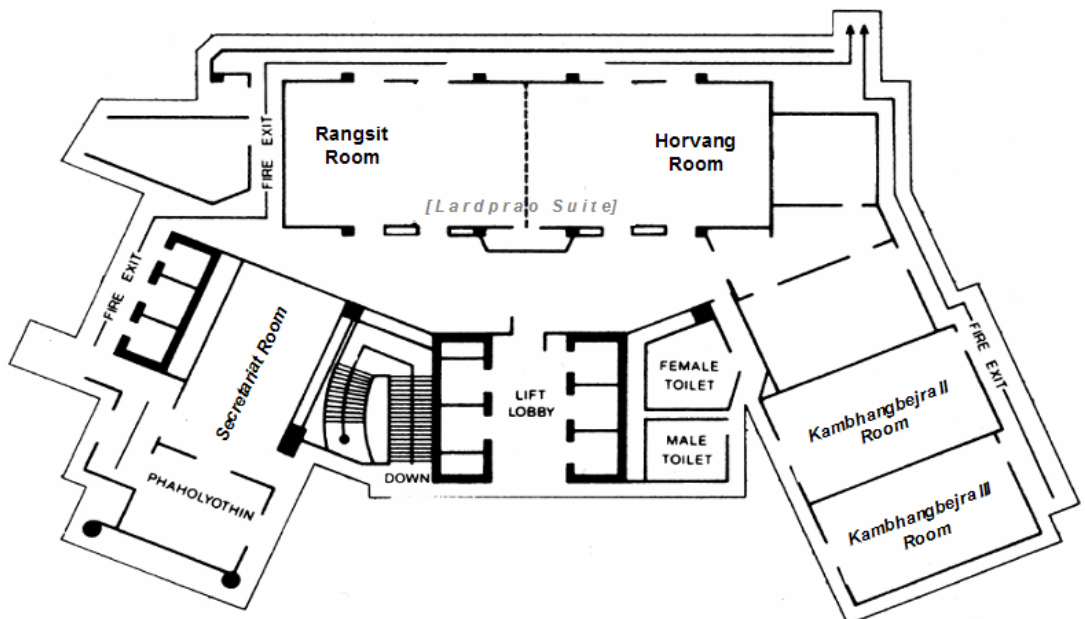 Rangsit
Room
Horvang
Room
[Lardprao Suite]
FIRE EXIT
FIRE EXIT
Secretariat Room
PHAHOLYOTHIN
DOWN
LIFT
LOBBY
FEMALE
TOILET
MALE
TOILET
FIRE EXIT
Kambhangbejra II
Room
Kambhangbejra III
Room